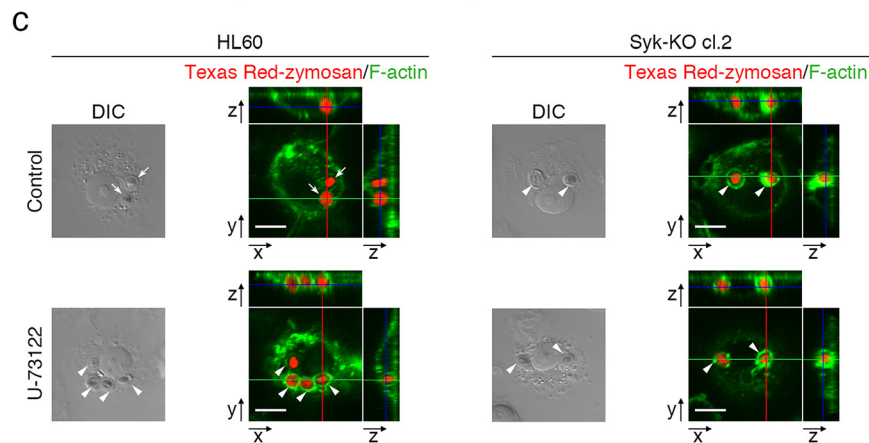 C
HL60
Syk-KO cl.2
Texas Red-zymosan/F-actin
Texas Red-zymosan/F-actin
DIC
z
DIC
z
Control
y
x
z
y
x
z
z
z
U-73122
y
x
z
y
x
z